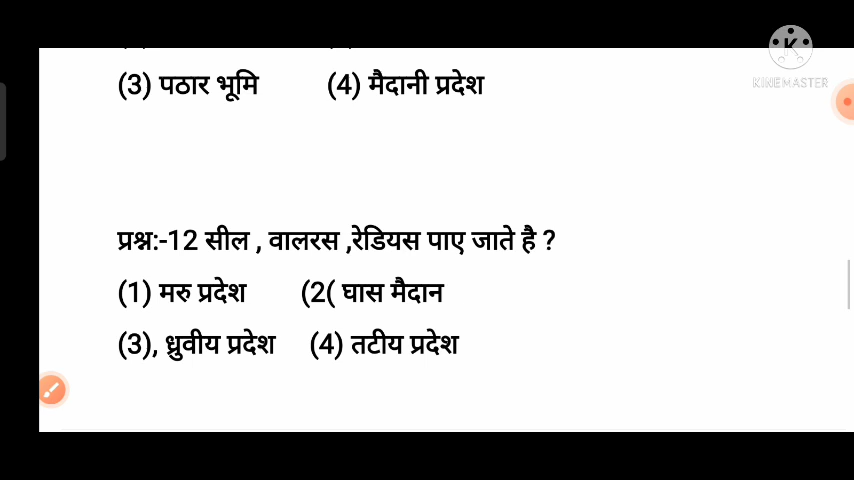 K
KINEMASTER
(3) पठार भूमि (4) मैदानी प्रदेश
प्रश्न:-12 सील , वालरस ,रेडियस पाए जाते है ?
(1) मरु प्रदेश (2( घास मैदान
(3), ध्रुवीय प्रदेश (4) तटीय प्रदेश